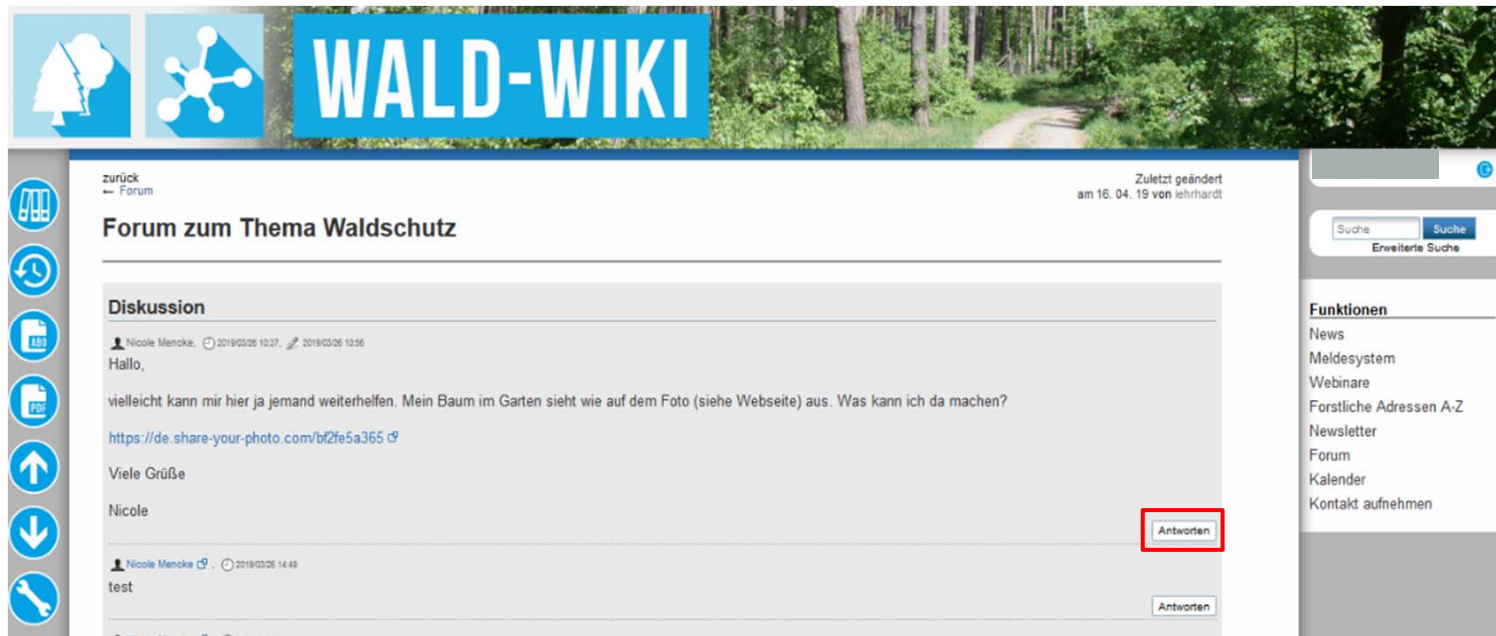 WALD-WIKI
zurück
← Forum
Zuletzt geändert
am 16. 04. 19 von iehrhardt
Forum zum Thema Waldschutz
Diskussion
Nicole Mencke, 2019/03/26 10:37, 2019/03/26 10:56
Hallo,
vielleicht kann mir hier ja jemand weiterhelfen. Mein Baum im Garten sieht wie auf dem Foto (siehe Webseite) aus. Was kann ich da machen?
https://de.share-your-photo.com/bf2fe5a365
Viele Grüße
Nicole
Antworten
Nicole Mencke, 2019/03/26 14:49
test
Antworten
ABO
PDF
Suche
Suche
Erweiterte Suche
Funktionen
News
Meldesystem
Webinare
Forstliche Adressen A-Z
Newsletter
Forum
Kalender
Kontakt aufnehmen